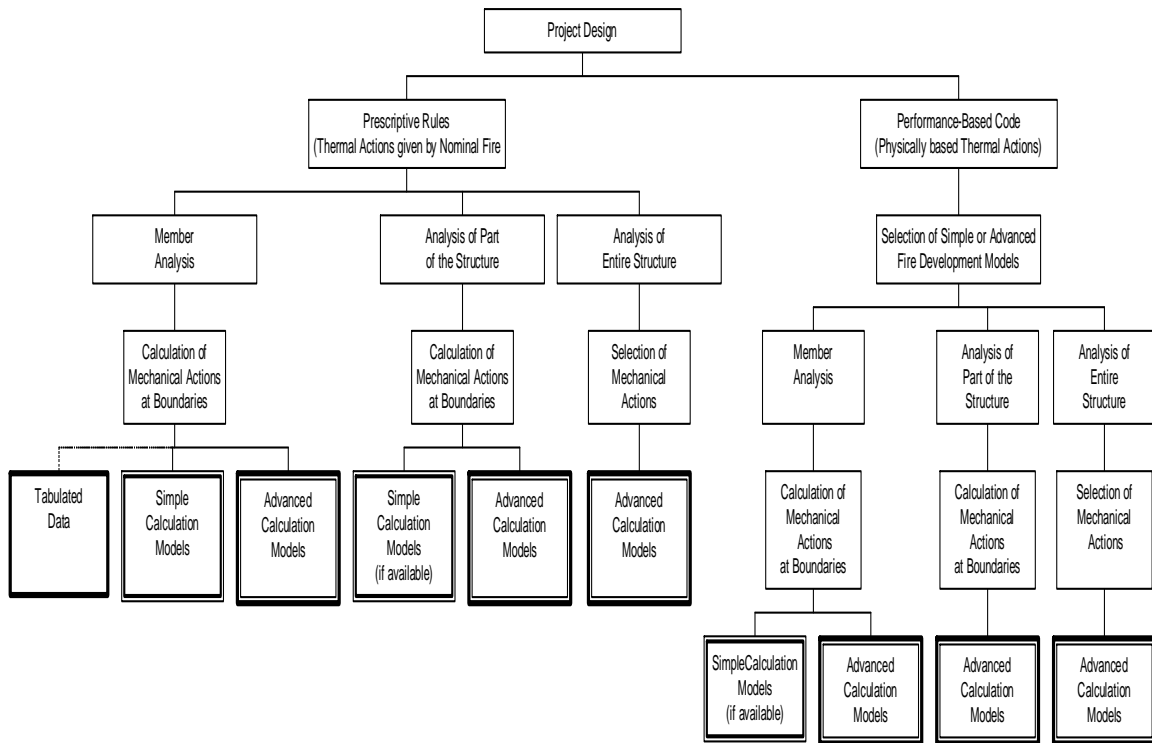 Project Design
Prescriptive Rules
(Thermal Actions given by Nominal Fire
Performance-Based Code
(Physically based Thermal Actions)
Member
Analysis
Analysis of Part
of the Structure
Analysis of
Entire Structure
Selection of Simple or Advanced
Fire Development Models
Calculation of
Mechanical Actions
at Boundaries
Calculation of
Mechanical Actions
at Boundaries
Selection of
Mechanical
Actions
Member
Analysis
Analysis of
Part of the
Structure
Analysis of
Entire
Structure
Tabulated
Data
Simple
Calculation
Models
Advanced
Calculation
Models
Simple
Calculation
Models
(if available)
Advanced
Calculation
Models
Advanced
Calculation
Models
Calculation of
Mechanical
Actions
at Boundaries
Calculation of
Mechanical
Actions
at Boundaries
Selection of
Mechanical
Actions
SimpleCalculation
Models
(if available)
Advanced
Calculation
Models
Advanced
Calculation
Models
Advanced
Calculation
Models